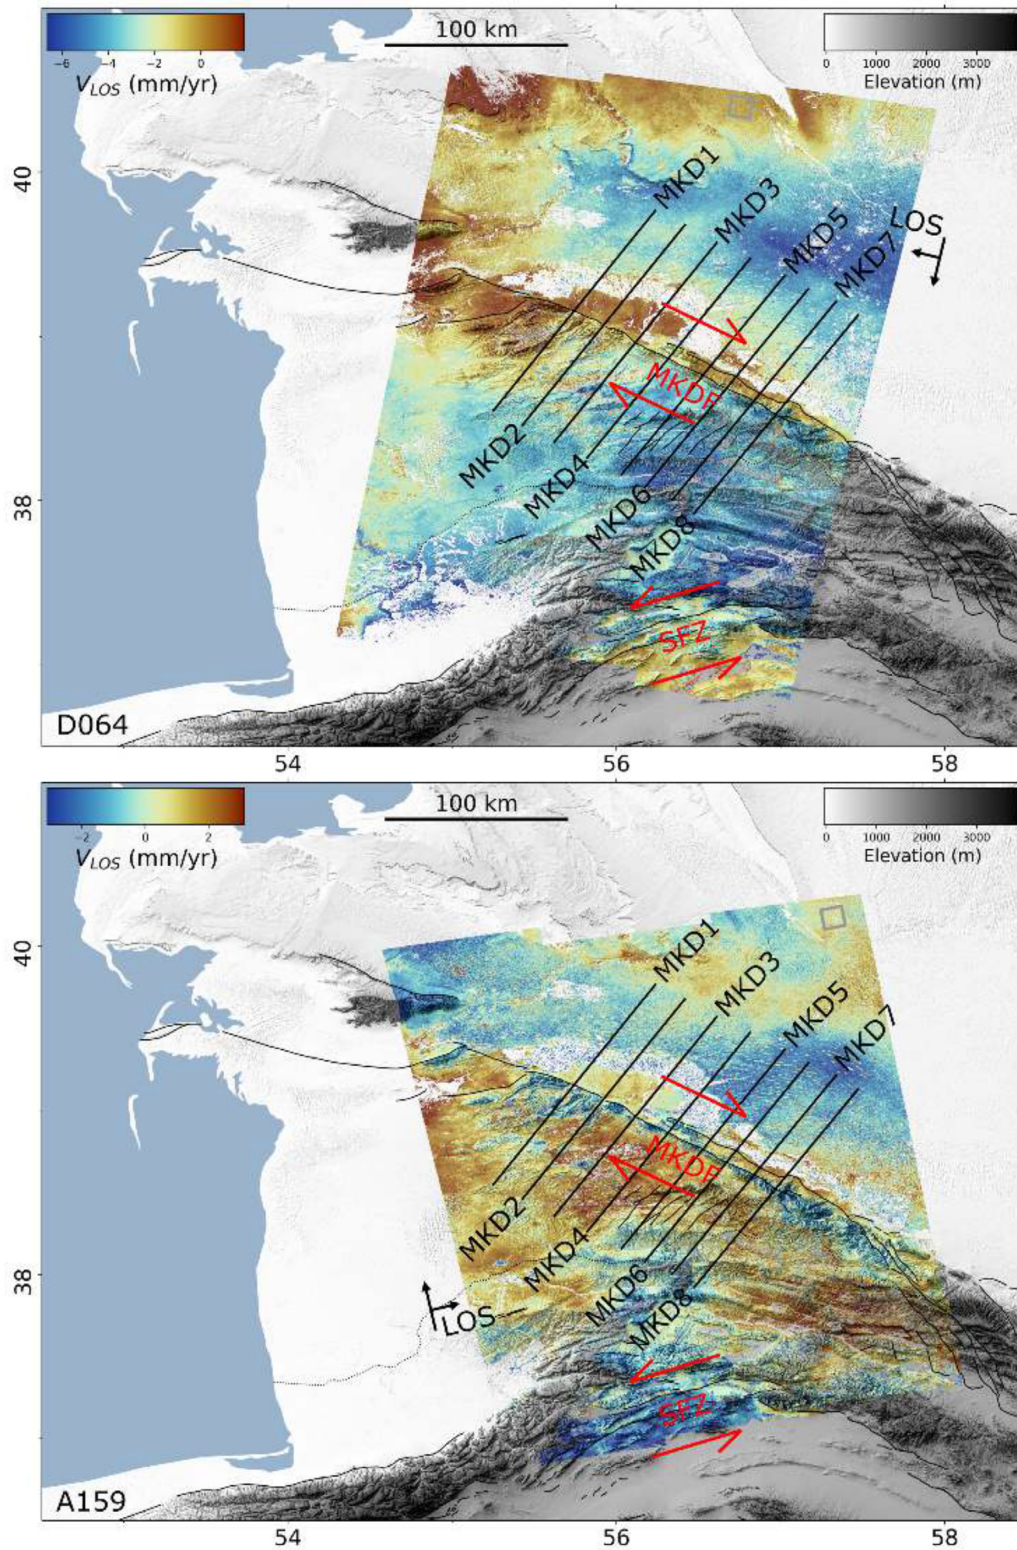 100 km
−6 −4 −2 0
V_LOS (mm/yr)
0 1000 2000 3000
Elevation (m)
40
MKD1
MKD3
MKD5
MKD7
LOS
MKDF
MKD2
38
MKD4
MKD6
MKD8
SFZ
D064
54 56 58
100 km
−2 0 2
V_LOS (mm/yr)
0 1000 2000 3000
Elevation (m)
40
MKD1
MKD3
MKD5
MKD7
MKDF
MKD2
MKD4
38
MKD6
LOS
MKD8
SFZ
A159
54 56 58